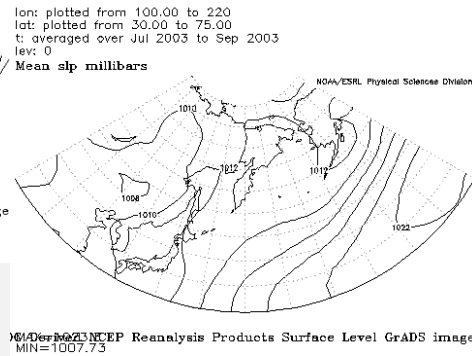 lon: plotted from 100.00 to 220
lat: plotted from 30.00 to 75.00
t: averaged over Jul 2003 to Sep 2003
lev: 0
Mean slp millibars
NOAA/ESRL Physical Sciences Division
1010
1012
1012
1008
1010
1022
ge
NCEP Reanalysis Products Surface Level GrADS image
MIN=1007.73